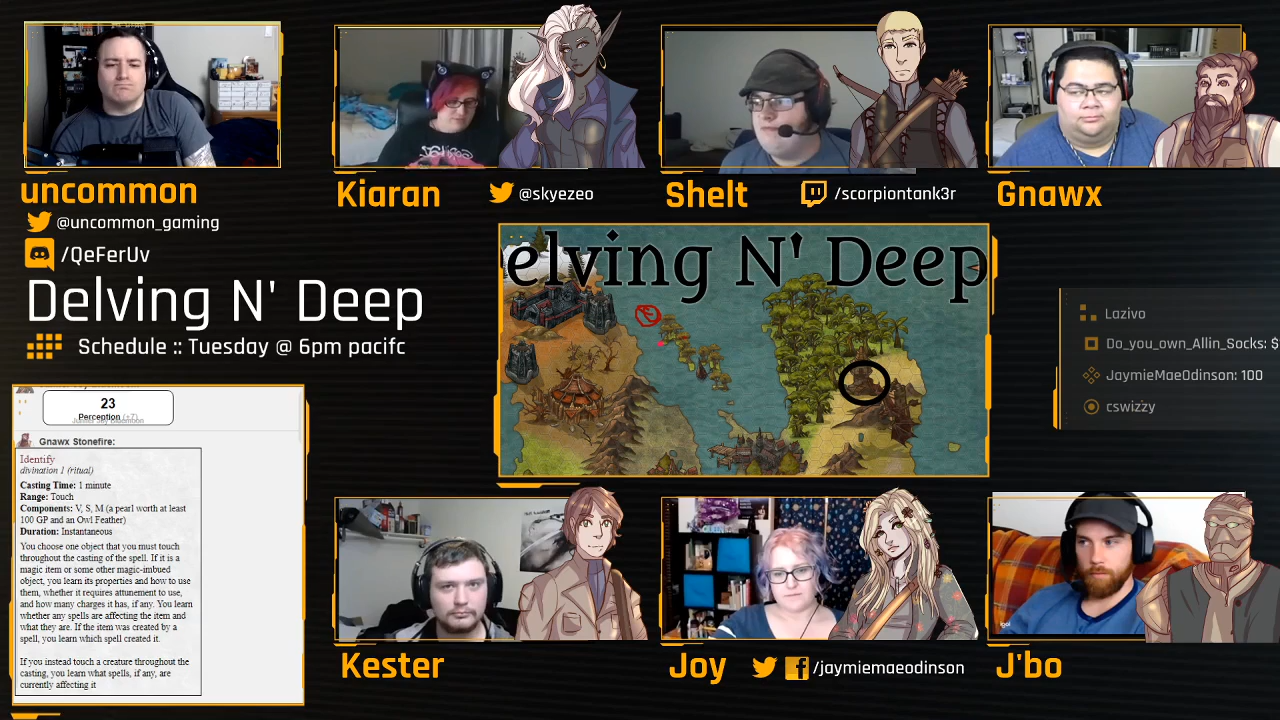 uncommon
@uncommon_gaming
/QeFerUv
Kiaran
@skyezeo
Shelt
/scorpiontank3r
Gnawx
Delving N' Deep
Schedule :: Tuesday @ 6pm pacifc
elving N' Deep
Lazivo
Do_you_own_Allin_Socks: $
JaymieMaeOdinson: 100
cswizzy
23
Perception (+7)
Gnawx Stonefire:
Identify
divination 1 (ritual)
Casting Time: 1 minute
Range: Touch
Components: V, S, M (a pearl worth at least
100 GP and an Owl Feather)
Duration: Instantaneous
You choose one object that you must touch
throughout the casting of the spell. If it is a
magic item or some other magic-imbued
object, you learn its properties and how to use
them, whether it requires attunement to use,
and how many charges it has, if any. You learn
whether any spells are affecting the item and
what they are. If the item was created by a
spell, you learn which spell created it.
If you instead touch a creature throughout the
casting, you learn what spells, if any, are
currently affecting it
Kester
Joy
/jaymiemaeodinson
J'bo